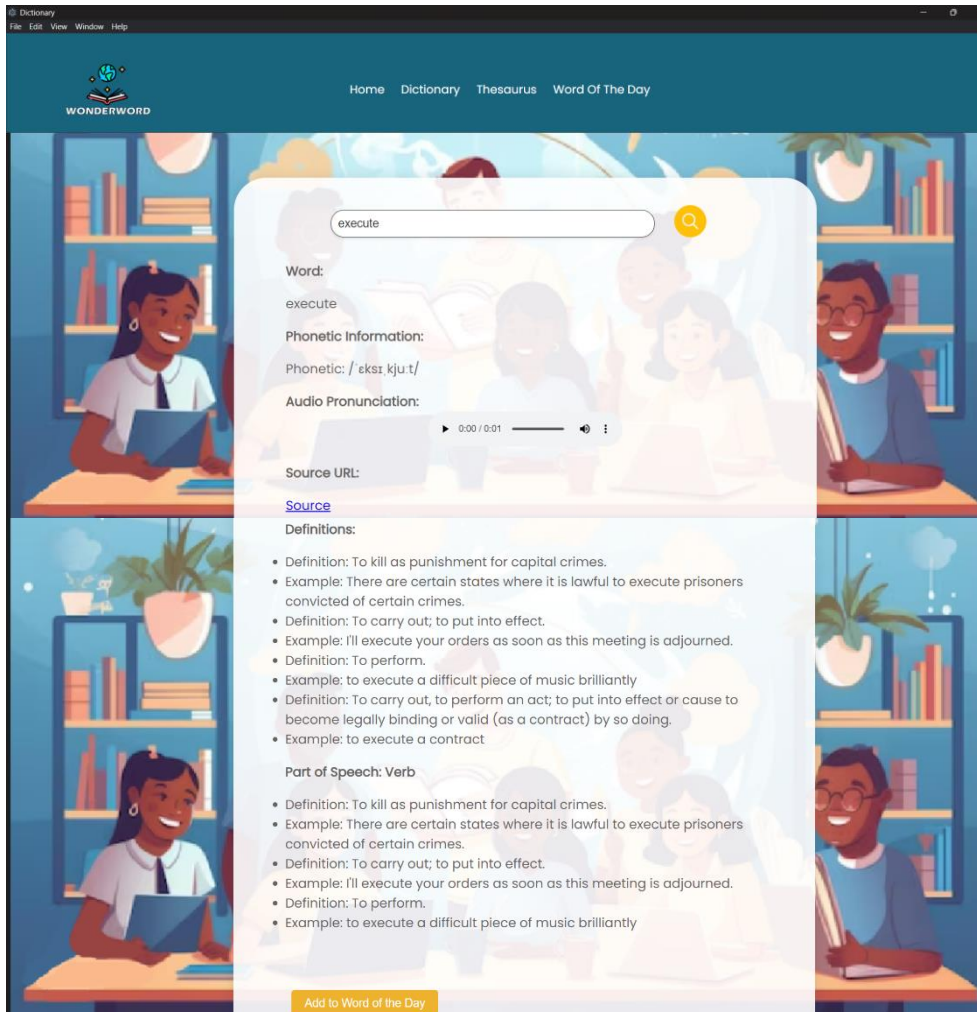 Dictionary
File Edit View Window Help
WONDERWORD
Home Dictionary Thesaurus Word Of The Day
execute
Word:
execute
Phonetic Information:
Phonetic: /ˈɛksɪˌkjuːt/
Audio Pronunciation:
0:00 / 0:01
Source URL:
Source
Definitions:
• Definition: To kill as punishment for capital crimes.
• Example: There are certain states where it is lawful to execute prisoners
convicted of certain crimes.
• Definition: To carry out; to put into effect.
• Example: I'll execute your orders as soon as this meeting is adjourned.
• Definition: To perform.
• Example: to execute a difficult piece of music brilliantly
• Definition: To carry out, to perform an act; to put into effect or cause to
become legally binding or valid (as a contract) by so doing.
• Example: to execute a contract
Part of Speech: Verb
• Definition: To kill as punishment for capital crimes.
• Example: There are certain states where it is lawful to execute prisoners
convicted of certain crimes.
• Definition: To carry out; to put into effect.
• Example: I'll execute your orders as soon as this meeting is adjourned.
• Definition: To perform.
• Example: to execute a difficult piece of music brilliantly
Add to Word of the Day